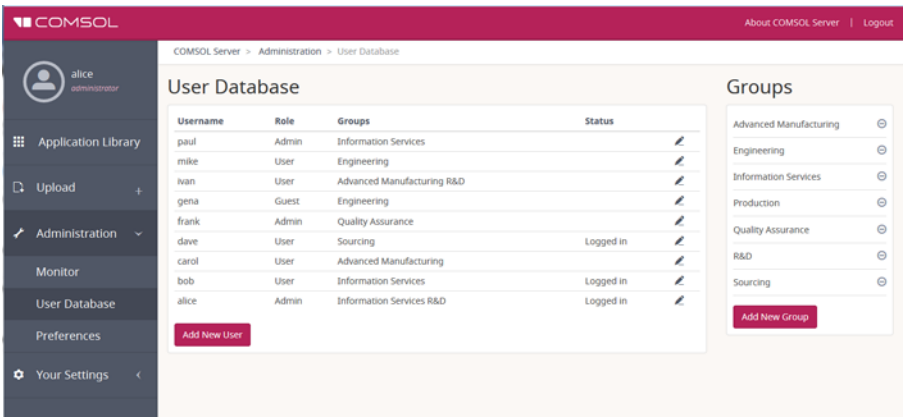 COMSOL
About COMSOL Server | Logout
alice
administrator
Application Library
Upload +
Administration
Monitor
User Database
Preferences
Your Settings
COMSOL Server > Administration > User Database
User Database
Username Role Groups Status
paul Admin Information Services
mike User Engineering
ivan User Advanced Manufacturing R&D
gena Guest Engineering
frank Admin Quality Assurance
dave User Sourcing Logged in
carol User Advanced Manufacturing
bob User Information Services Logged in
alice Admin Information Services R&D Logged in
Add New User
Groups
Advanced Manufacturing
Engineering
Information Services
Production
Quality Assurance
R&D
Sourcing
Add New Group